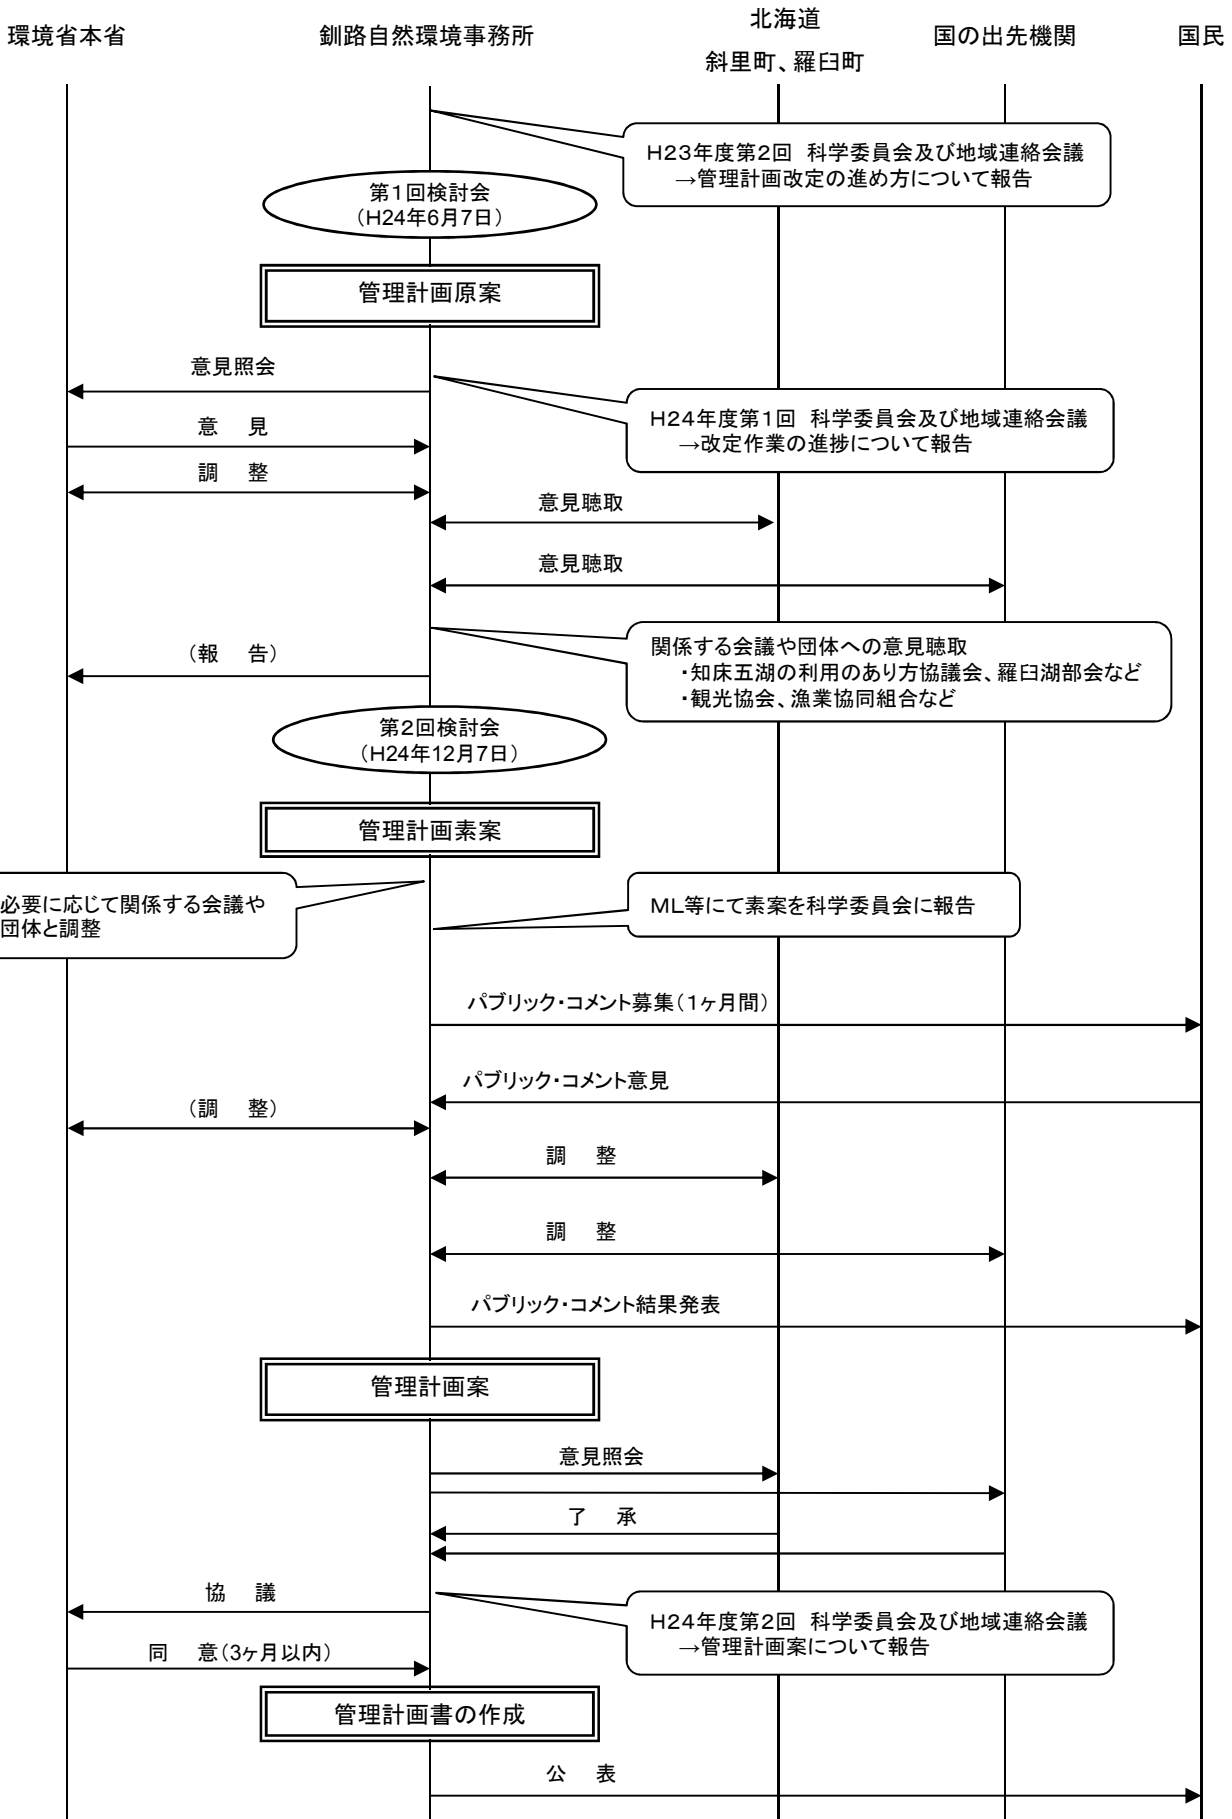 環境省本省
釧路自然環境事務所
北海道
斜里町、羅臼町
国の出先機関
国民
H23年度第2回 科学委員会及び地域連絡会議
→管理計画改定の進め方について報告
第1回検討会
(H24年6月7日)
管理計画原案
意見照会
H24年度第1回 科学委員会及び地域連絡会議
→改定作業の進捗について報告
意 見
調 整
意見聴取
意見聴取
関係する会議や団体への意見聴取
・知床五湖の利用のあり方協議会、羅臼湖部会など
・観光協会、漁業協同組合など
(報 告)
第2回検討会
(H24年12月7日)
管理計画素案
必要に応じて関係する会議や
団体と調整
ML等にて素案を科学委員会に報告
パブリック・コメント募集(1ヶ月間)
パブリック・コメント意見
(調 整)
調 整
調 整
パブリック・コメント結果発表
管理計画案
意見照会
了 承
協 議
H24年度第2回 科学委員会及び地域連絡会議
→管理計画案について報告
同 意(3ヶ月以内)
管理計画書の作成
公 表